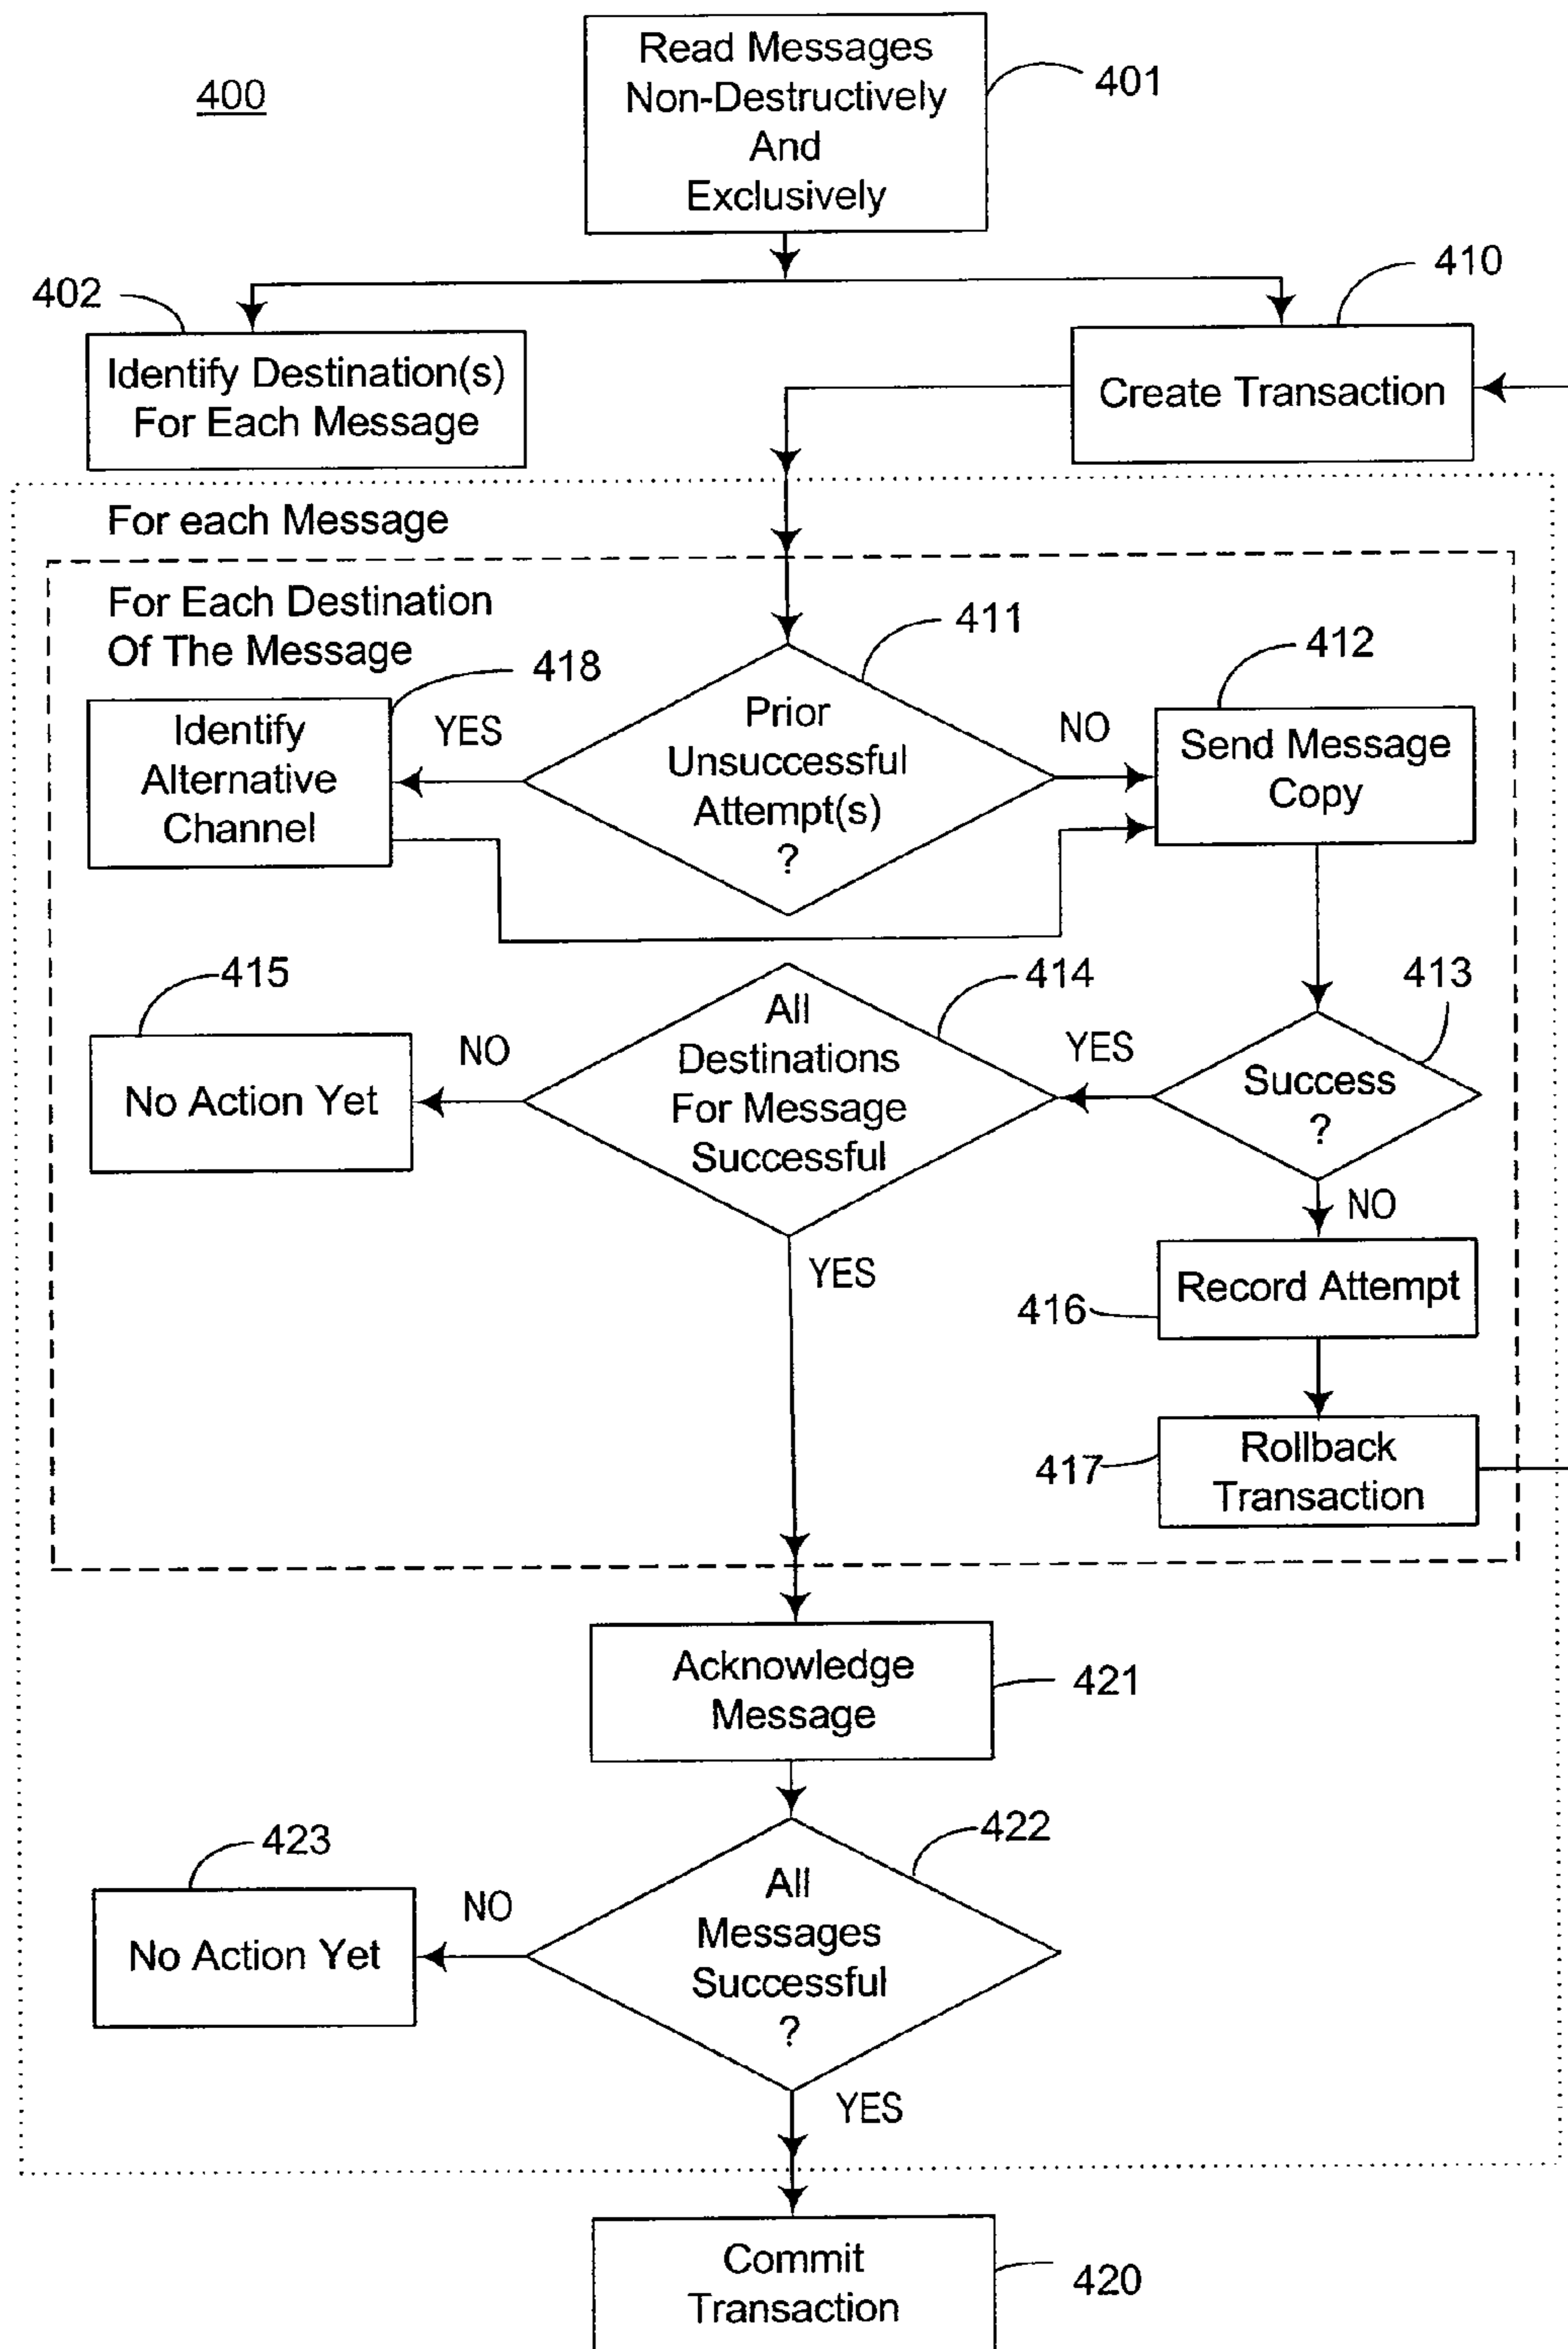 400
Read Messages
Non-Destructively
And
Exclusively
401
402
Identify Destination(s)
For Each Message
410
Create Transaction
For each Message
For Each Destination
Of The Message
418
Identify
Alternative
Channel
YES
411
Prior
Unsuccessful
Attempt(s)
?
NO
412
Send Message
Copy
415
No Action Yet
NO
414
All
Destinations
For Message
Successful
YES
413
Success
?
YES
NO
416
Record Attempt
417
Rollback
Transaction
Acknowledge
Message
421
423
No Action Yet
NO
422
All
Messages
Successful
?
YES
Commit
Transaction
420